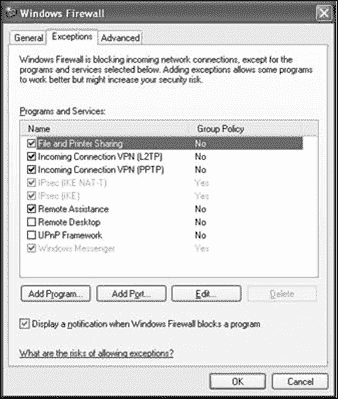 Windows Firewall
General Exceptions Advanced
Windows Firewall is blocking incoming network connections, except for the
programs and services selected below. Adding exceptions allows some programs
to work better but might increase your security risk.
Programs and Services:
Name Group Policy
File and Printer Sharing No
Incoming Connection VPN (L2TP) No
Incoming Connection VPN (PPTP) No
IPsec (IKE NAT-T) Yes
IPsec (IKE) Yes
Remote Assistance No
Remote Desktop No
UPnP Framework No
Windows Messenger Yes
Add Program... Add Port... Edit... Delete
Display a notification when Windows Firewall blocks a program
What are the risks of allowing exceptions?
OK Cancel